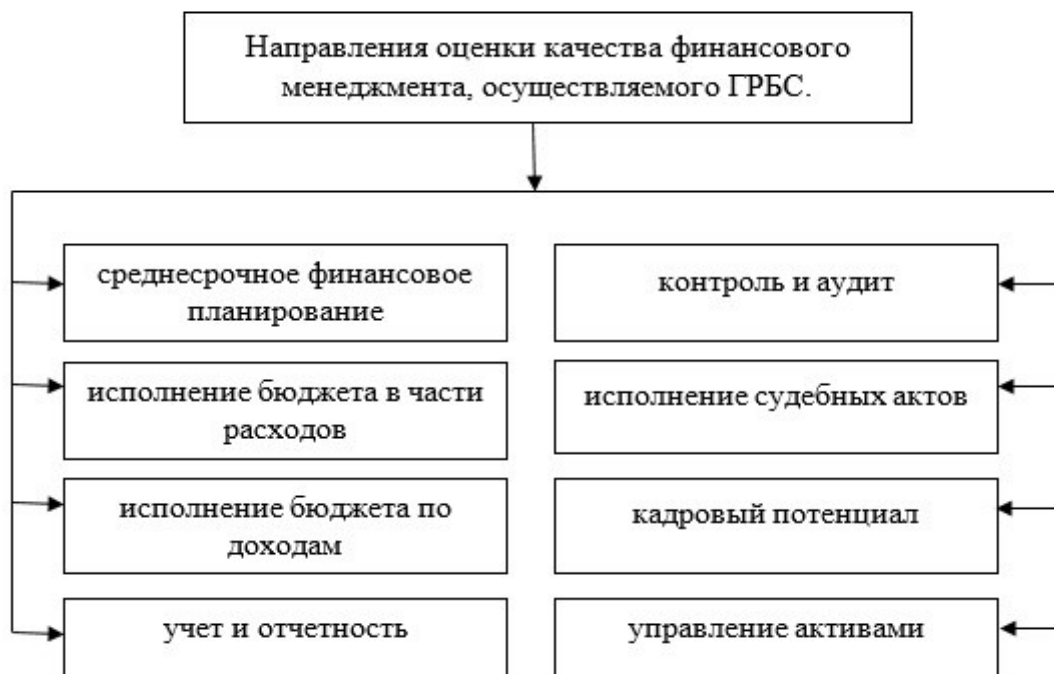 Направления оценки качества финансового
менеджмента, осуществляемого ГРБС.
среднесрочное финансовое
планирование
исполнение бюджета в части
расходов
исполнение бюджета по
доходам
учет и отчетность
контроль и аудит
исполнение судебных актов
кадровый потенциал
управление активами